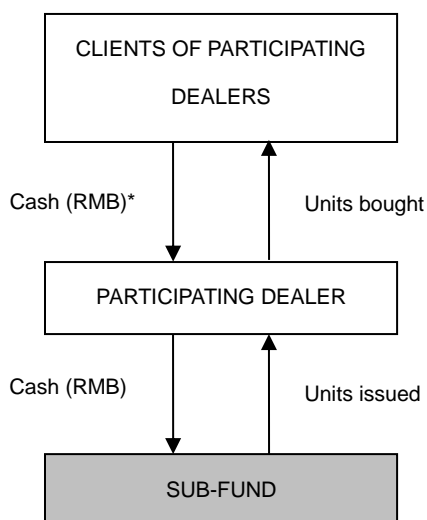 CLIENTS OF PARTICIPATING
DEALERS
Cash (RMB)*
Units bought
PARTICIPATING DEALER
Cash (RMB)
Units issued
SUB-FUND